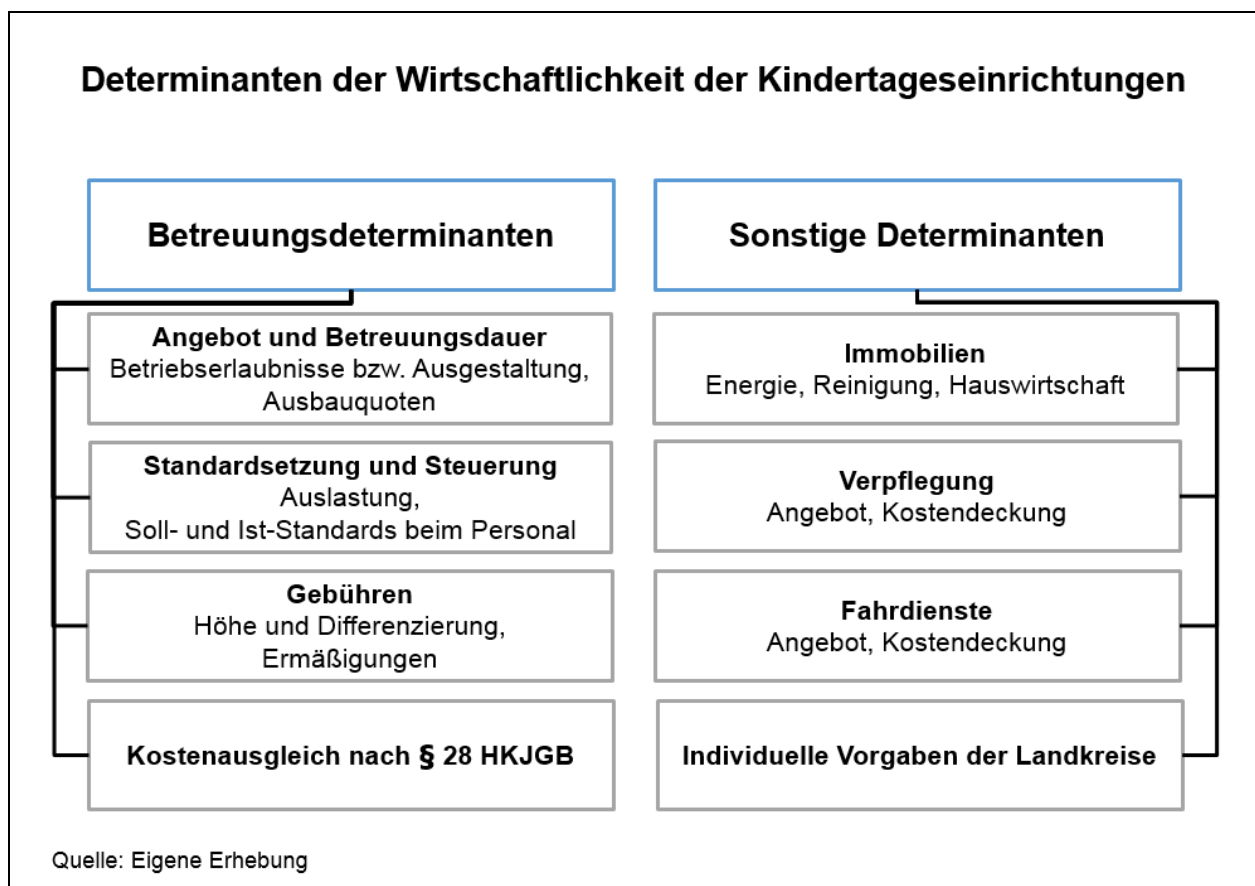 Determinanten der Wirtschaftlichkeit der Kindertageseinrichtungen
Betreuungsdeterminanten
Angebot und Betreuungsdauer
Betriebserlaubnisse bzw. Ausgestaltung,
Ausbauquoten
Standardsetzung und Steuerung
Auslastung,
Soll- und Ist-Standards beim Personal
Gebühren
Höhe und Differenzierung,
Ermäßigungen
Kostenausgleich nach § 28 HKJGB
Sonstige Determinanten
Immobilien
Energie, Reinigung, Hauswirtschaft
Verpflegung
Angebot, Kostendeckung
Fahrdienste
Angebot, Kostendeckung
Individuelle Vorgaben der Landkreise
Quelle: Eigene Erhebung